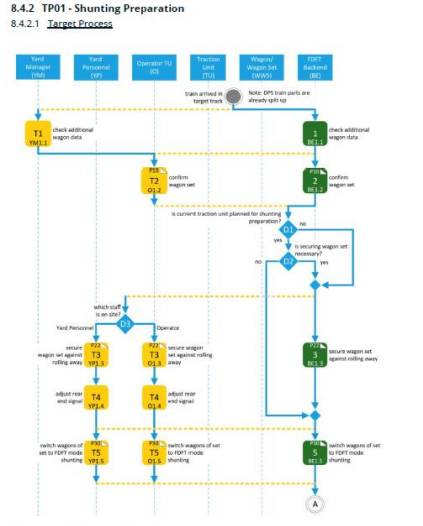 8.4.2 TP01 - Shunting Preparation
8.4.2.1 Target Process
Yard
Manager
(YM)
Yard
Personnel
(YP)
Operator TU
(O)
Traction
Unit
(TU)
Wagon/
Wagon Set
(WWS)
FDFT
Backend
(BE)
train arrived in
target track
Note: DPS train parts are
already split up
T1
YM1.1
check additional
wagon data
1
BE1.1
check additional
wagon data
T2
O1.2
confirm
wagon set
2
BE1.2
confirm
wagon set
is current traction unit planned for shunting
preparation?
no
D1
yes
is securing wagon set
necessary?
no
D2
yes
which staff
is on site?
Yard Personnel
D3
Operator
secure
wagon set against
rolling away
P22
T3
YP1.3
P22
T3
O1.3
secure wagon
set against rolling
away
P22
3
BE1.3
secure wagon set
against rolling away
adjust rear
end signal
T4
YP1.4
T4
O1.4
adjust rear
end signal
switch wagons of
set to FDFT mode
shunting
T5
YP1.5
T5
O1.5
switch wagons of set
to FDFT mode
shunting
5
BE1.5
switch wagons of set
to FDFT mode
shunting
A